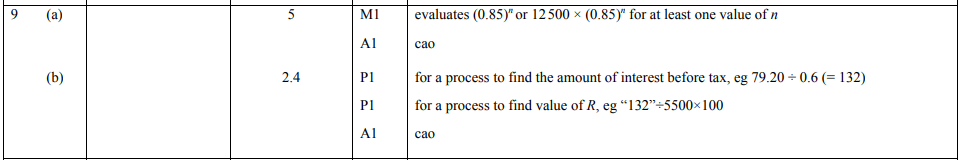 9 (a) 5 M1 evaluates (0.85)ⁿ or 12 500 × (0.85)ⁿ for at least one value of n
A1 cao
(b) 2.4 P1 for a process to find the amount of interest before tax, eg 79.20 ÷ 0.6 (= 132)
P1 for a process to find value of R, eg “132”÷5500×100
A1 cao